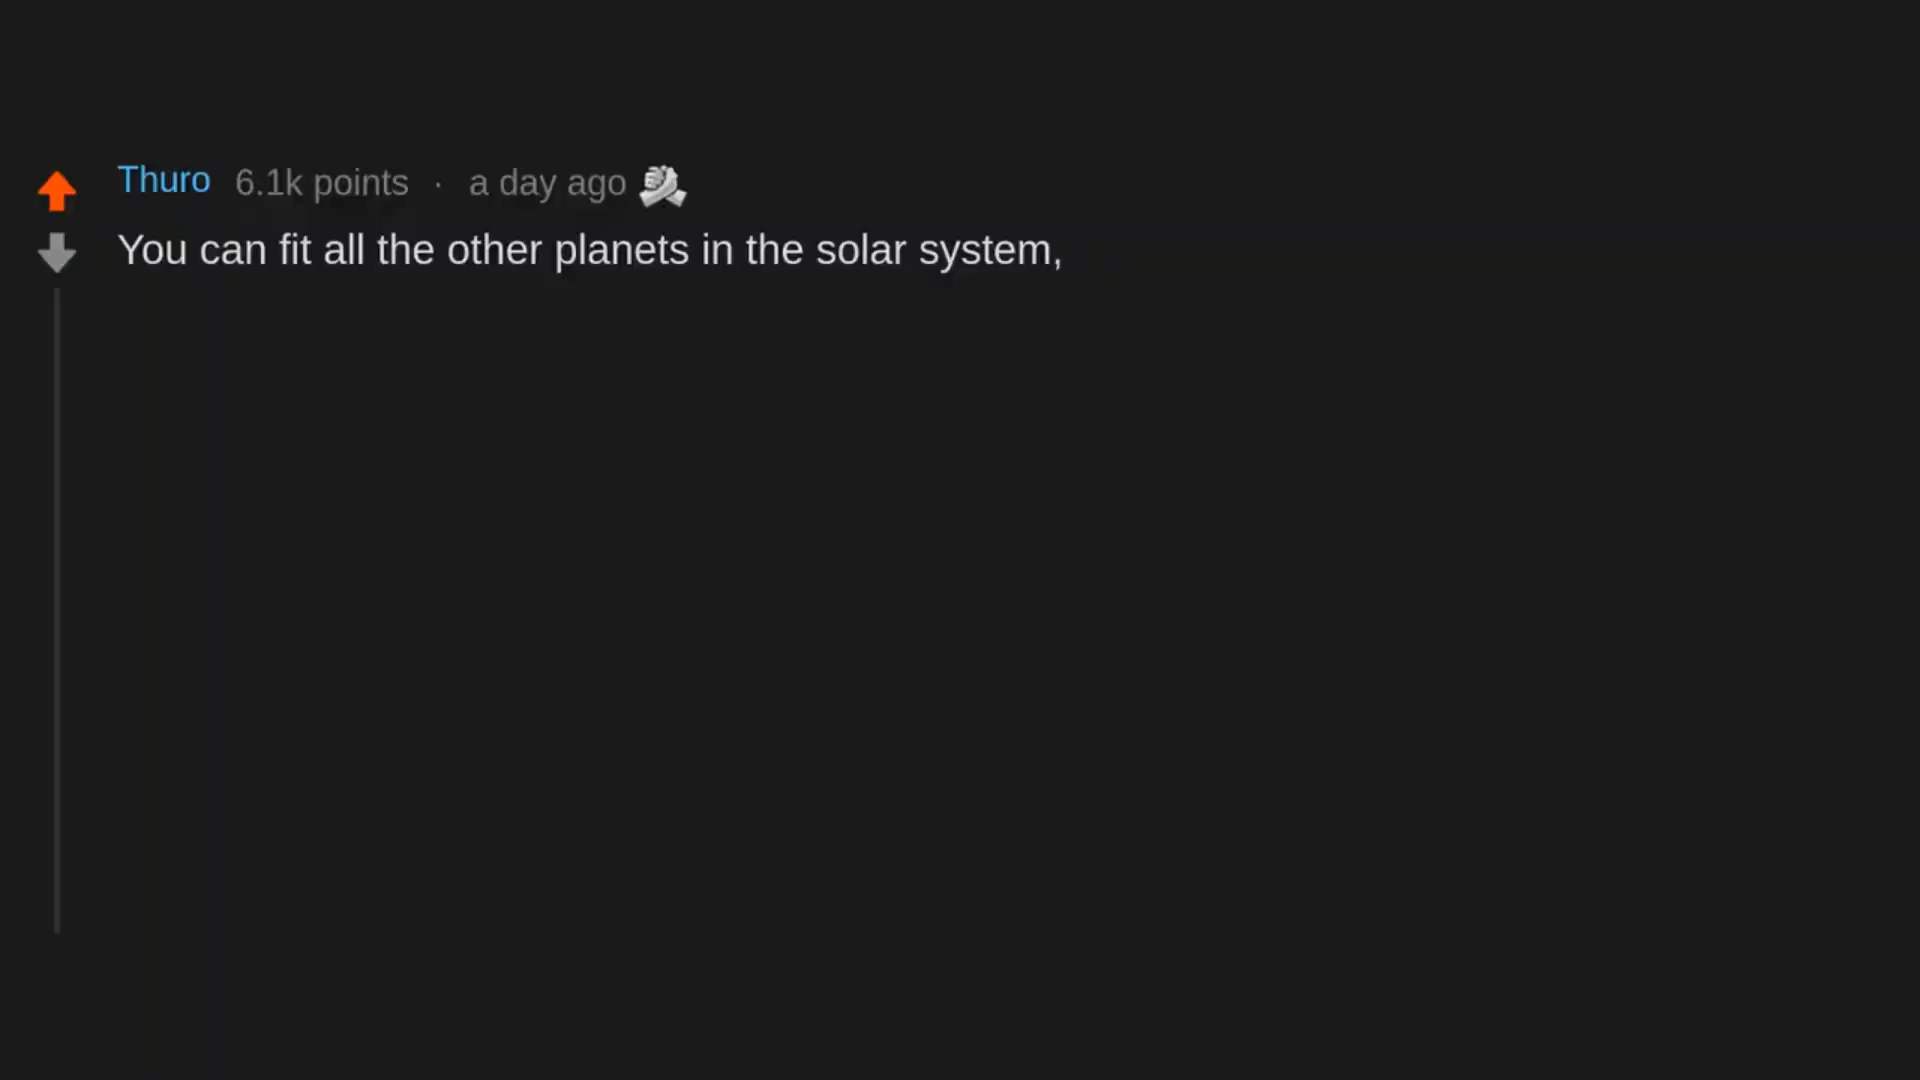 Thuro 6.1k points · a day ago
You can fit all the other planets in the solar system,